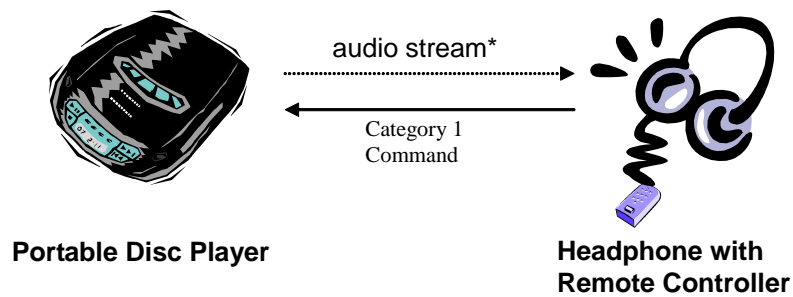 audio stream*
Category 1
Command
Portable Disc Player
Headphone with
Remote Controller